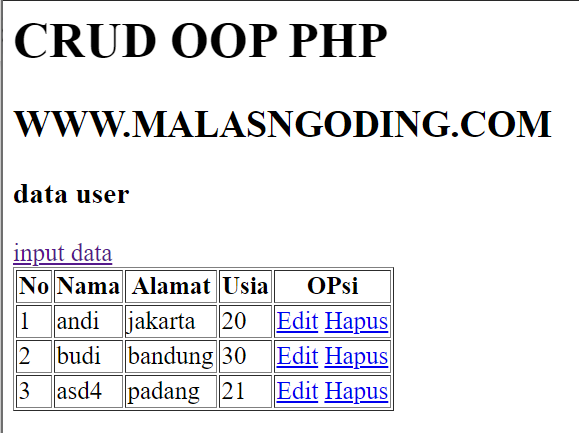 CRUD OOP PHP
WWW.MALASNGODING.COM
data user
input data
No Nama Alamat Usia OPsi
1 andi jakarta 20 Edit Hapus
2 budi bandung 30 Edit Hapus
3 asd4 padang 21 Edit Hapus